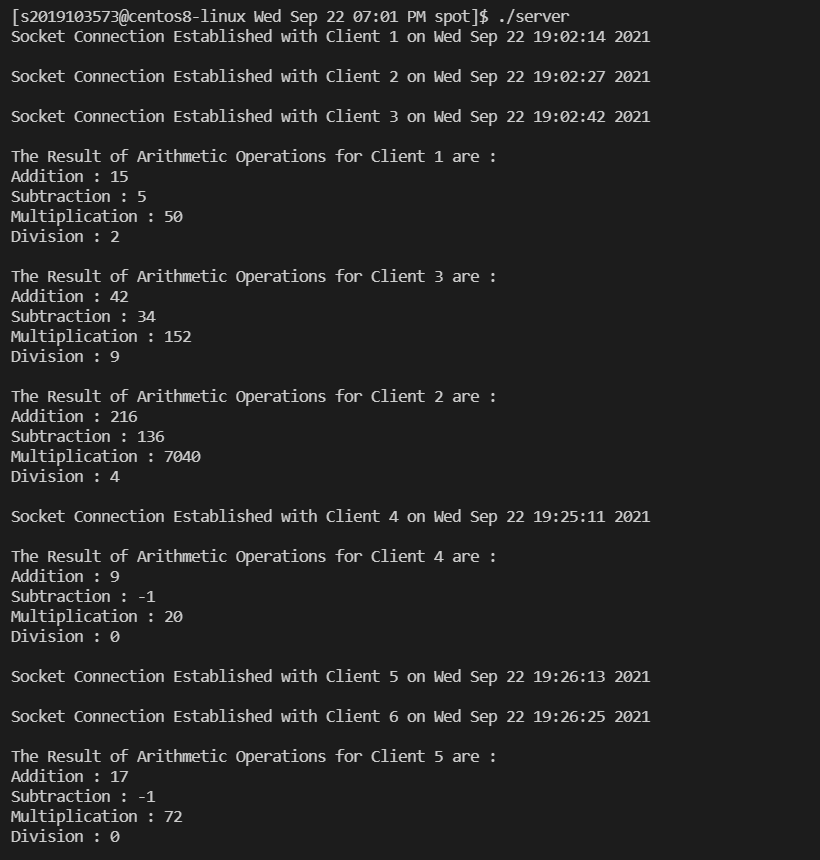 [s2019103573@centos8-linux Wed Sep 22 07:01 PM spot]$ ./server
Socket Connection Established with Client 1 on Wed Sep 22 19:02:14 2021
Socket Connection Established with Client 2 on Wed Sep 22 19:02:27 2021
Socket Connection Established with Client 3 on Wed Sep 22 19:02:42 2021
The Result of Arithmetic Operations for Client 1 are :
Addition : 15
Subtraction : 5
Multiplication : 50
Division : 2
The Result of Arithmetic Operations for Client 3 are :
Addition : 42
Subtraction : 34
Multiplication : 152
Division : 9
The Result of Arithmetic Operations for Client 2 are :
Addition : 216
Subtraction : 136
Multiplication : 7040
Division : 4
Socket Connection Established with Client 4 on Wed Sep 22 19:25:11 2021
The Result of Arithmetic Operations for Client 4 are :
Addition : 9
Subtraction : -1
Multiplication : 20
Division : 0
Socket Connection Established with Client 5 on Wed Sep 22 19:26:13 2021
Socket Connection Established with Client 6 on Wed Sep 22 19:26:25 2021
The Result of Arithmetic Operations for Client 5 are :
Addition : 17
Subtraction : -1
Multiplication : 72
Division : 0